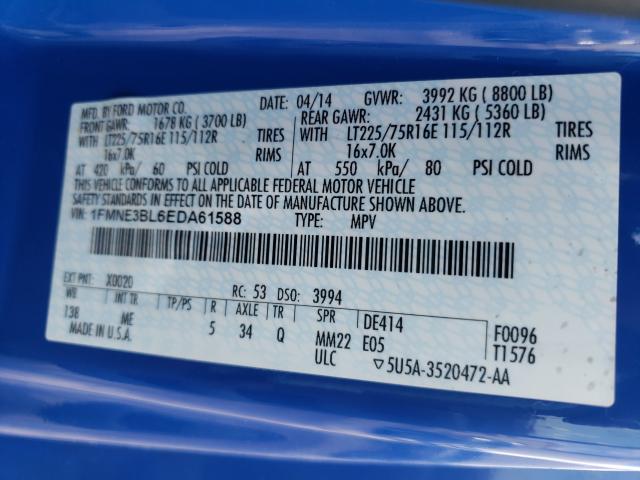 MFD. BY FORD MOTOR CO. DATE: 04/14 GVWR: 3992 KG ( 8800 LB)
FRONT GAWR: 1678 KG ( 3700 LB) REAR GAWR: 2431 KG ( 5360 LB)
WITH LT225/75R16E 115/112R TIRES WITH LT225/75R16E 115/112R TIRES
16x7.0K RIMS 16x7.0K RIMS
AT 420 kPa/ 60 PSI COLD AT 550 kPa/ 80 PSI COLD
THIS VEHICLE CONFORMS TO ALL APPLICABLE FEDERAL MOTOR VEHICLE
SAFETY STANDARDS IN EFFECT ON THE DATE OF MANUFACTURE SHOWN ABOVE.
VIN: 1FMNE3BL6EDA61588 TYPE: MPV
EXT PNT: X0020 RC: 53 DSO: 3994
WB INT TR TP/PS R AXLE TR SPR DE414 F0096
138 ME 5 34 Q MM22 E05 T1576
MADE IN U.S.A. ULC ▽5U5A-3520472-AA